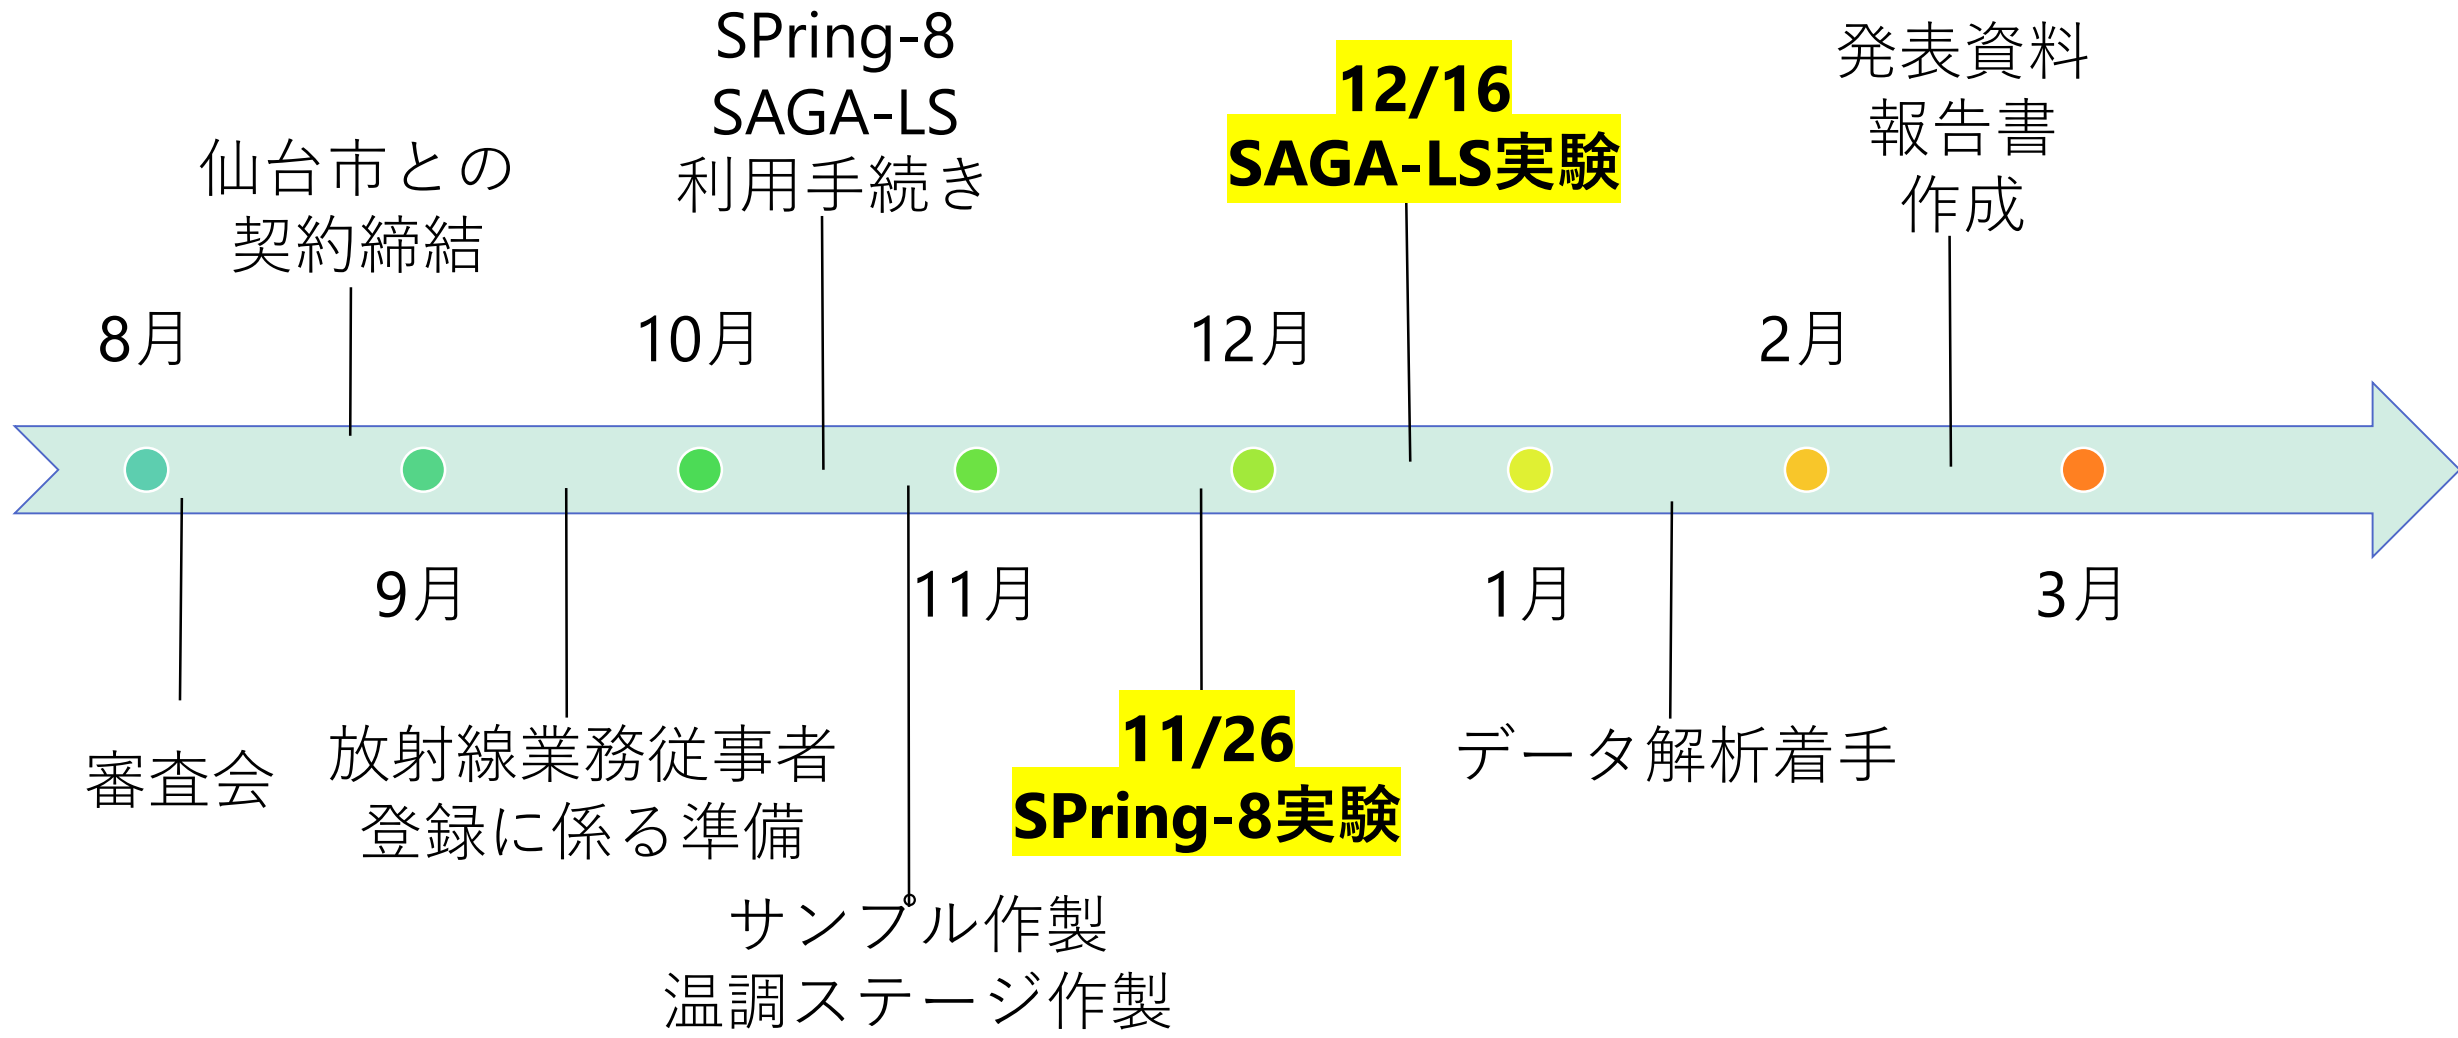 SPring-8
SAGA-LS
利用手続き
12/16
SAGA-LS実験
発表資料
報告書
作成
仙台市との
契約締結
8月
10月
12月
2月
9月
11月
1月
3月
審査会
放射線業務従事者
登録に係る準備
11/26
SPring-8実験
データ解析着手
サンプル作製
温調ステージ作製